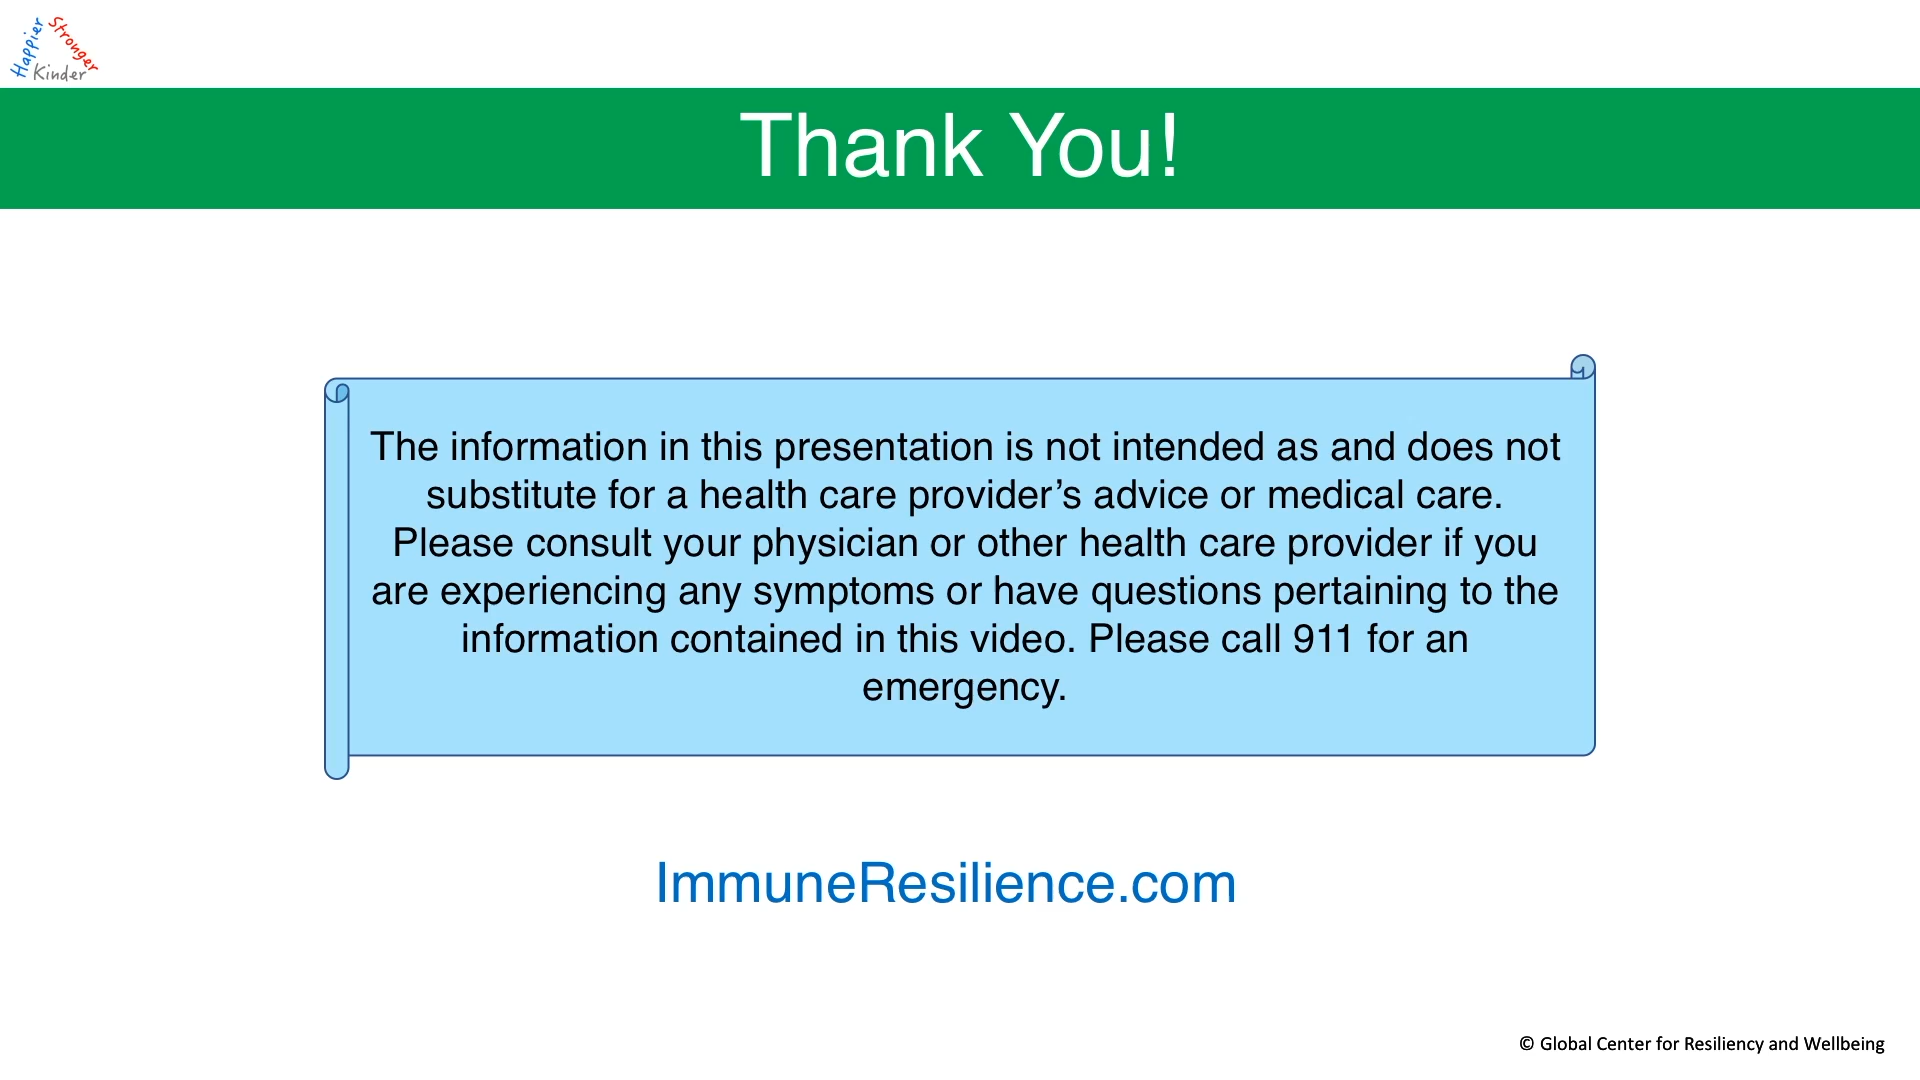 Happier
Stronger
Kinder
Thank You!
The information in this presentation is not intended as and does not
substitute for a health care provider’s advice or medical care.
Please consult your physician or other health care provider if you
are experiencing any symptoms or have questions pertaining to the
information contained in this video. Please call 911 for an
emergency.
ImmuneResilience.com
© Global Center for Resiliency and Wellbeing